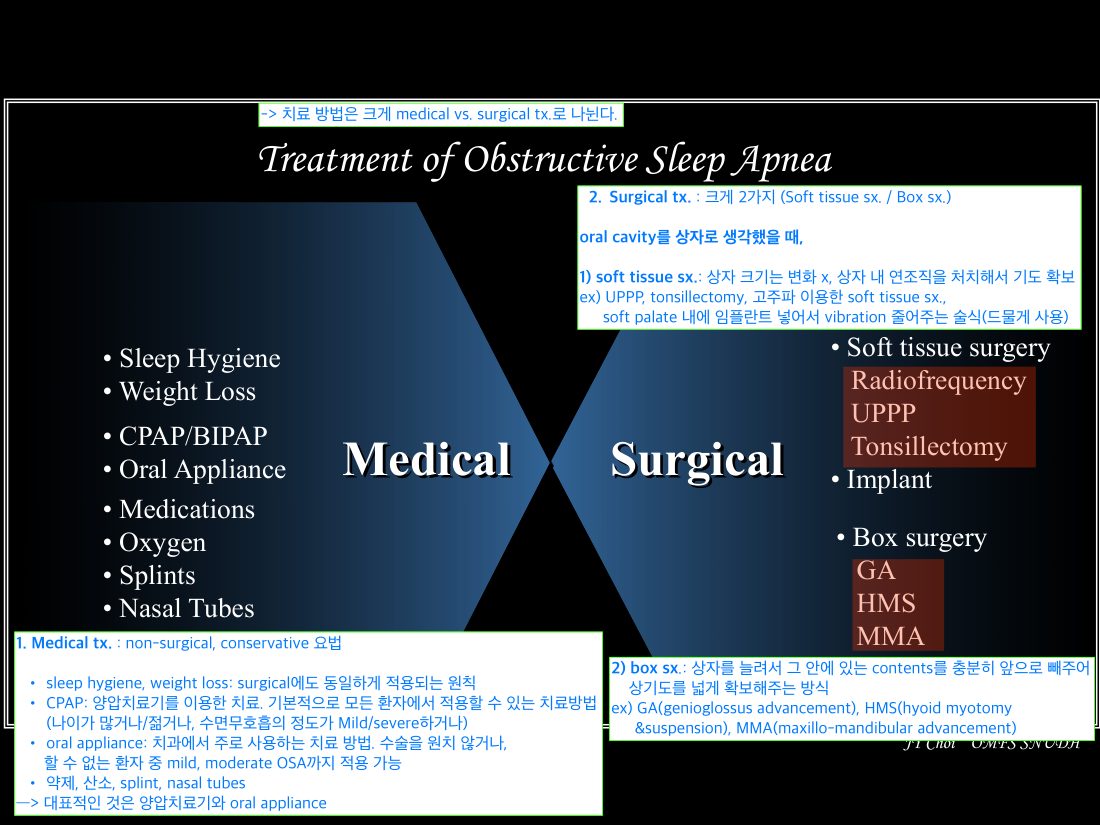 -> 치료 방법은 크게 medical vs. surgical tx.로 나뉜다.
Treatment of Obstructive Sleep Apnea
2. Surgical tx. : 크게 2가지 (Soft tissue sx. / Box sx.)
oral cavity를 상자로 생각했을 때,
1) soft tissue sx.: 상자 크기는 변화 x, 상자 내 연조직을 처치해서 기도 확보
ex) UPPP, tonsillectomy, 고주파 이용한 soft tissue sx.,
soft palate 내에 임플란트 넣어서 vibration 줄어주는 술식(드물게 사용)
• Sleep Hygiene
• Weight Loss
• CPAP/BIPAP
• Oral Appliance
• Medications
• Oxygen
• Splints
• Nasal Tubes
Medical
Surgical
• Soft tissue surgery
Radiofrequency
UPPP
Tonsillectomy
• Implant
• Box surgery
GA
HMS
MMA
1. Medical tx. : non-surgical, conservative 요법
• sleep hygiene, weight loss: surgical에도 동일하게 적용되는 원칙
• CPAP: 양압치료기를 이용한 치료. 기본적으로 모든 환자에서 적용할 수 있는 치료방법
(나이가 많거나/젊거나, 수면무호흡의 정도가 Mild/severe하거나)
• oral appliance: 치과에서 주로 사용하는 치료 방법. 수술을 원치 않거나,
할 수 없는 환자 중 mild, moderate OSA까지 적용 가능
• 약제, 산소, splint, nasal tubes
—> 대표적인 것은 양압치료기와 oral appliance
2) box sx.: 상자를 늘려서 그 안에 있는 contents를 충분히 앞으로 빼주어
상기도를 넓게 확보해주는 방식
ex) GA(genioglossus advancement), HMS(hyoid myotomy
&suspension), MMA(maxillo-mandibular advancement)
Choi OMFS SNUDH